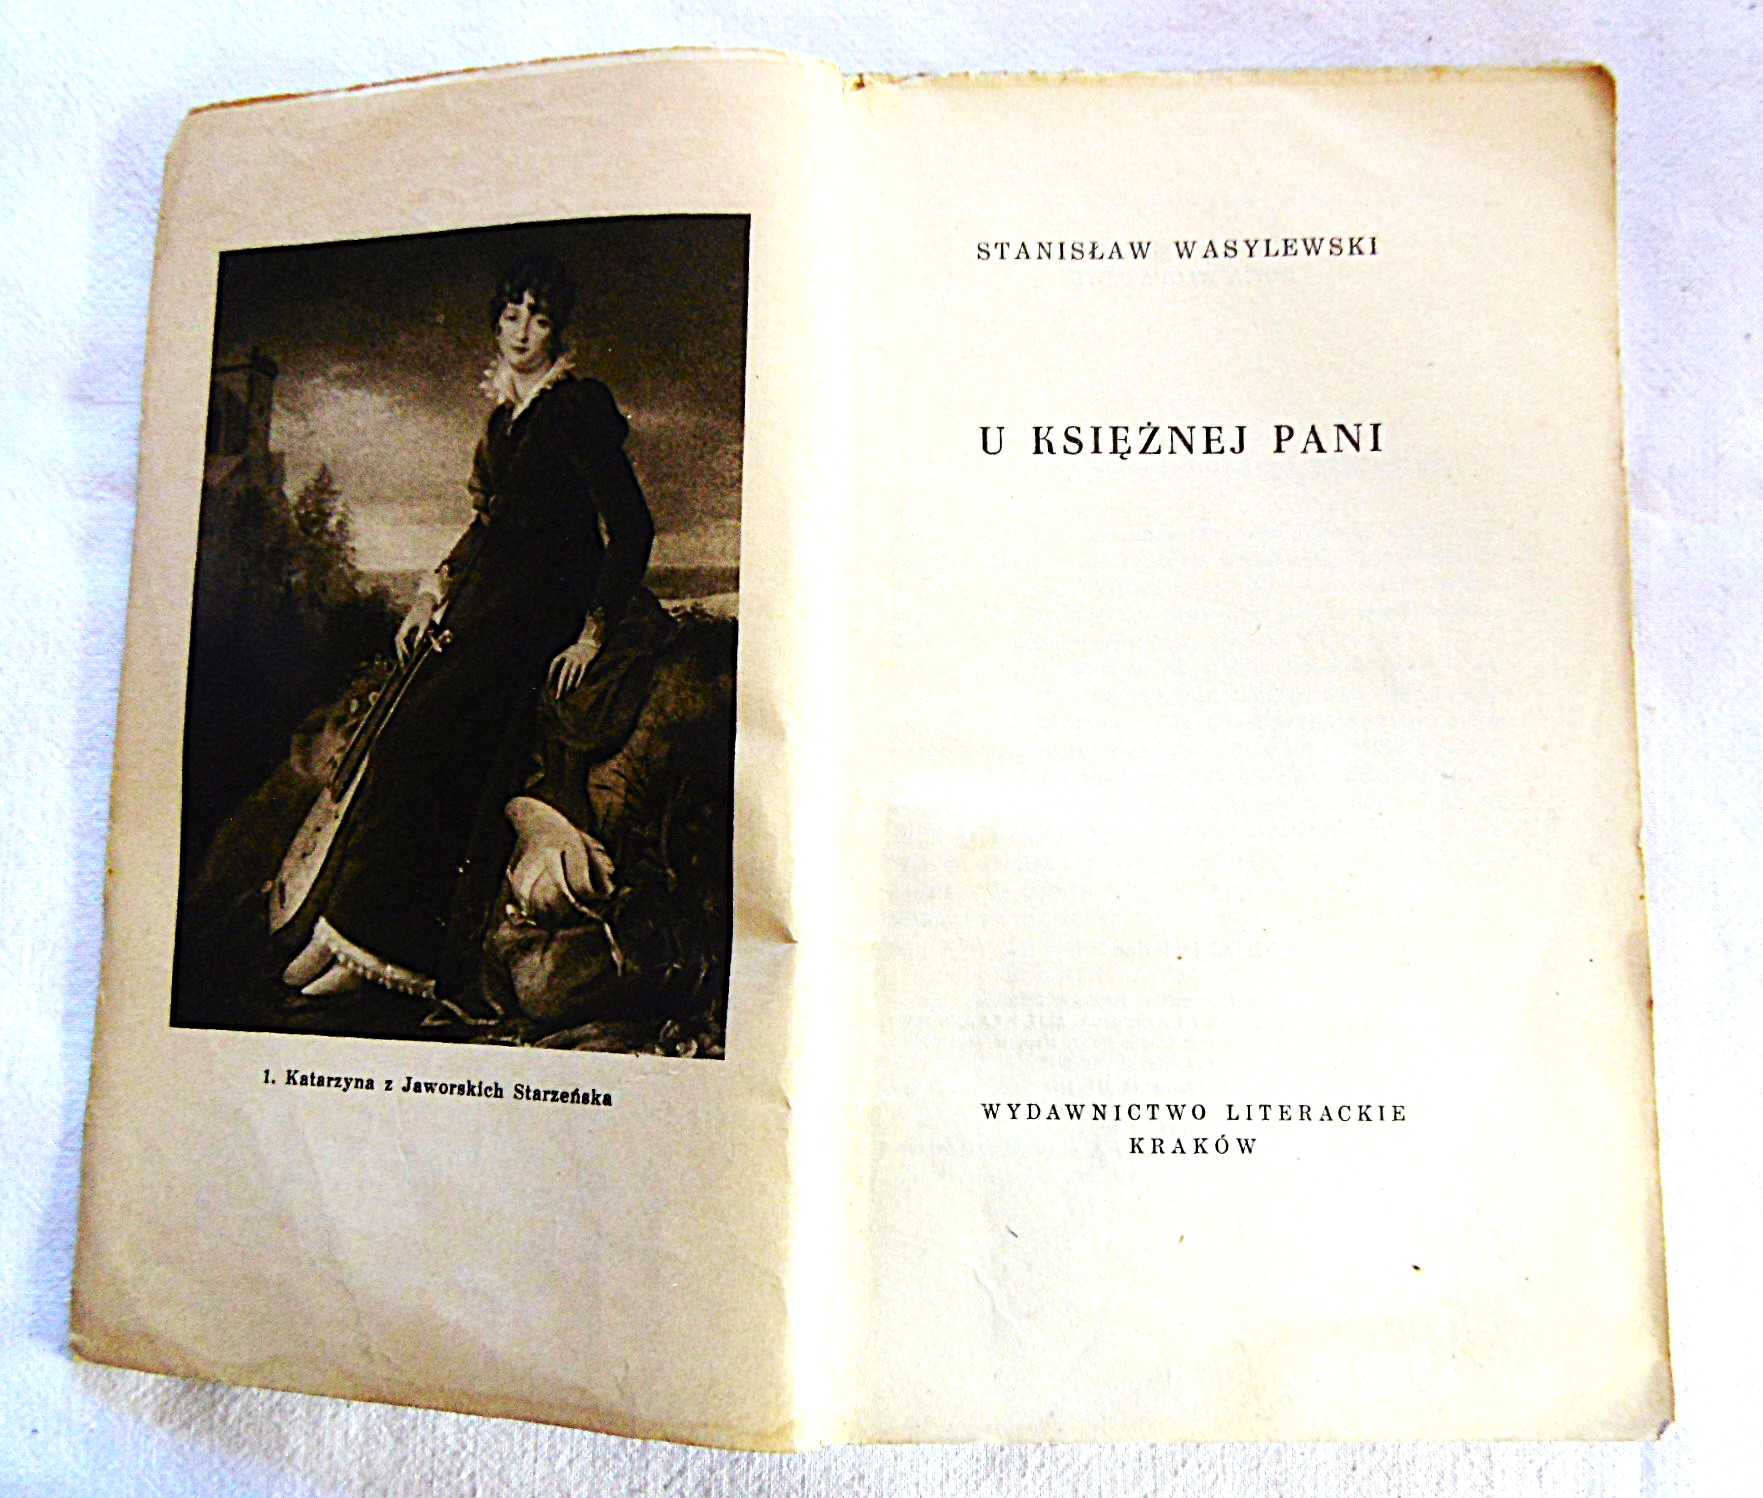 1. Katarzyna z Jaworskich Starzeńska
STANISŁAW WASYLEWSKI
U KSIĘŻNEJ PANI
WYDAWNICTWO LITERACKIE
KRAKÓW